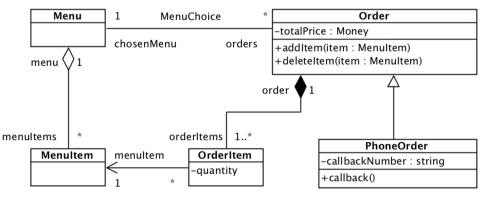 Menu
1 MenuChoice *
Order
chosenMenu orders
-totalPrice : Money
+addItem(item : MenuItem)
+deleteItem(item : MenuItem)
menu 1
order 1
menuItems *
orderItems 1..*
MenuItem
menuItem
1 *
OrderItem
-quantity
PhoneOrder
-callbackNumber : string
+callback()